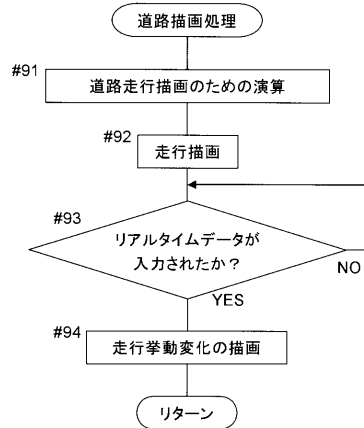 道路描画処理
#91
道路走行描画のための演算
#92
走行描画
#93
リアルタイムデータが
入力されたか?
NO
YES
#94
走行挙動変化の描画
リターン